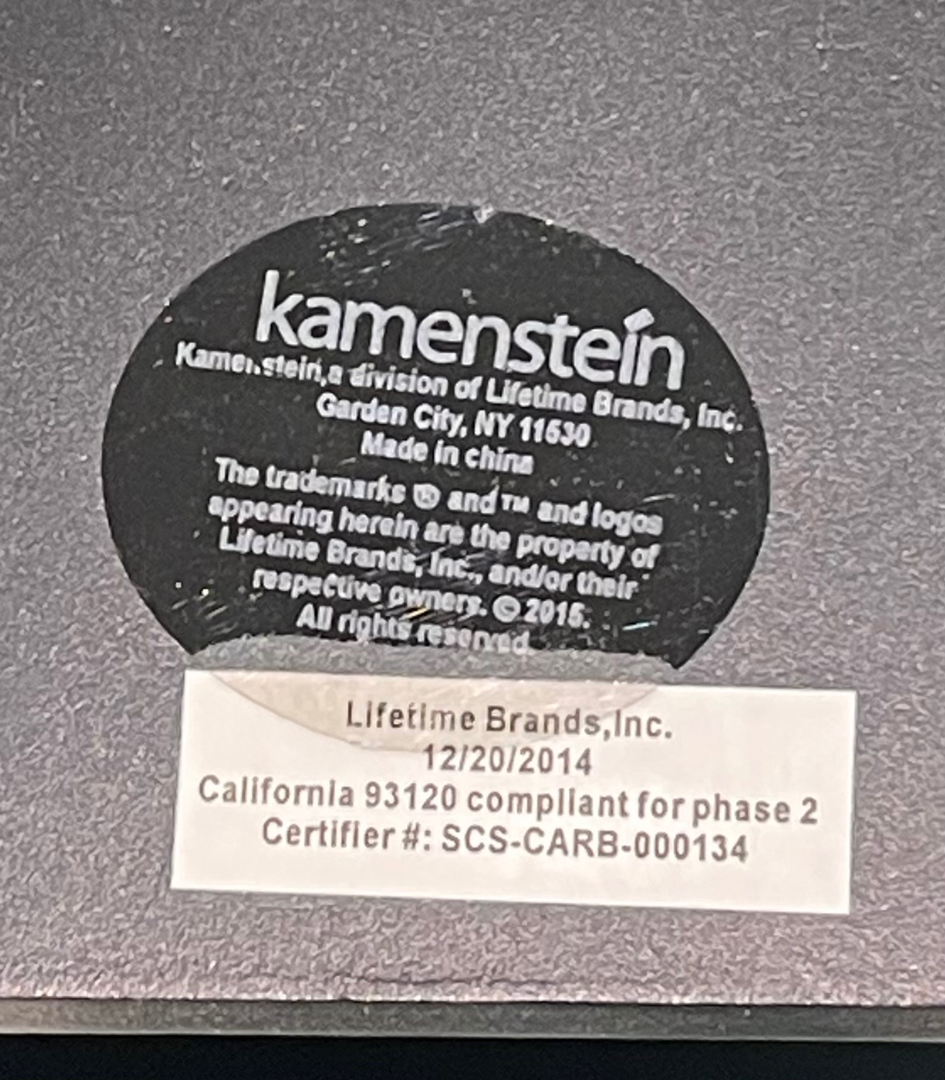 kamenstein
Kamenstein, a division of Lifetime Brands, Inc.
Garden City, NY 11530
Made in china
The trademarks ® and ™ and logos
appearing herein are the property of
Lifetime Brands, Inc., and/or their
respective owners. © 2015.
All rights reserved.
Lifetime Brands,Inc.
12/20/2014
California 93120 compliant for phase 2
Certifier #: SCS-CARB-000134